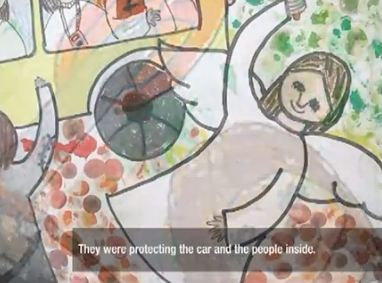 They were protecting the car and the people inside.